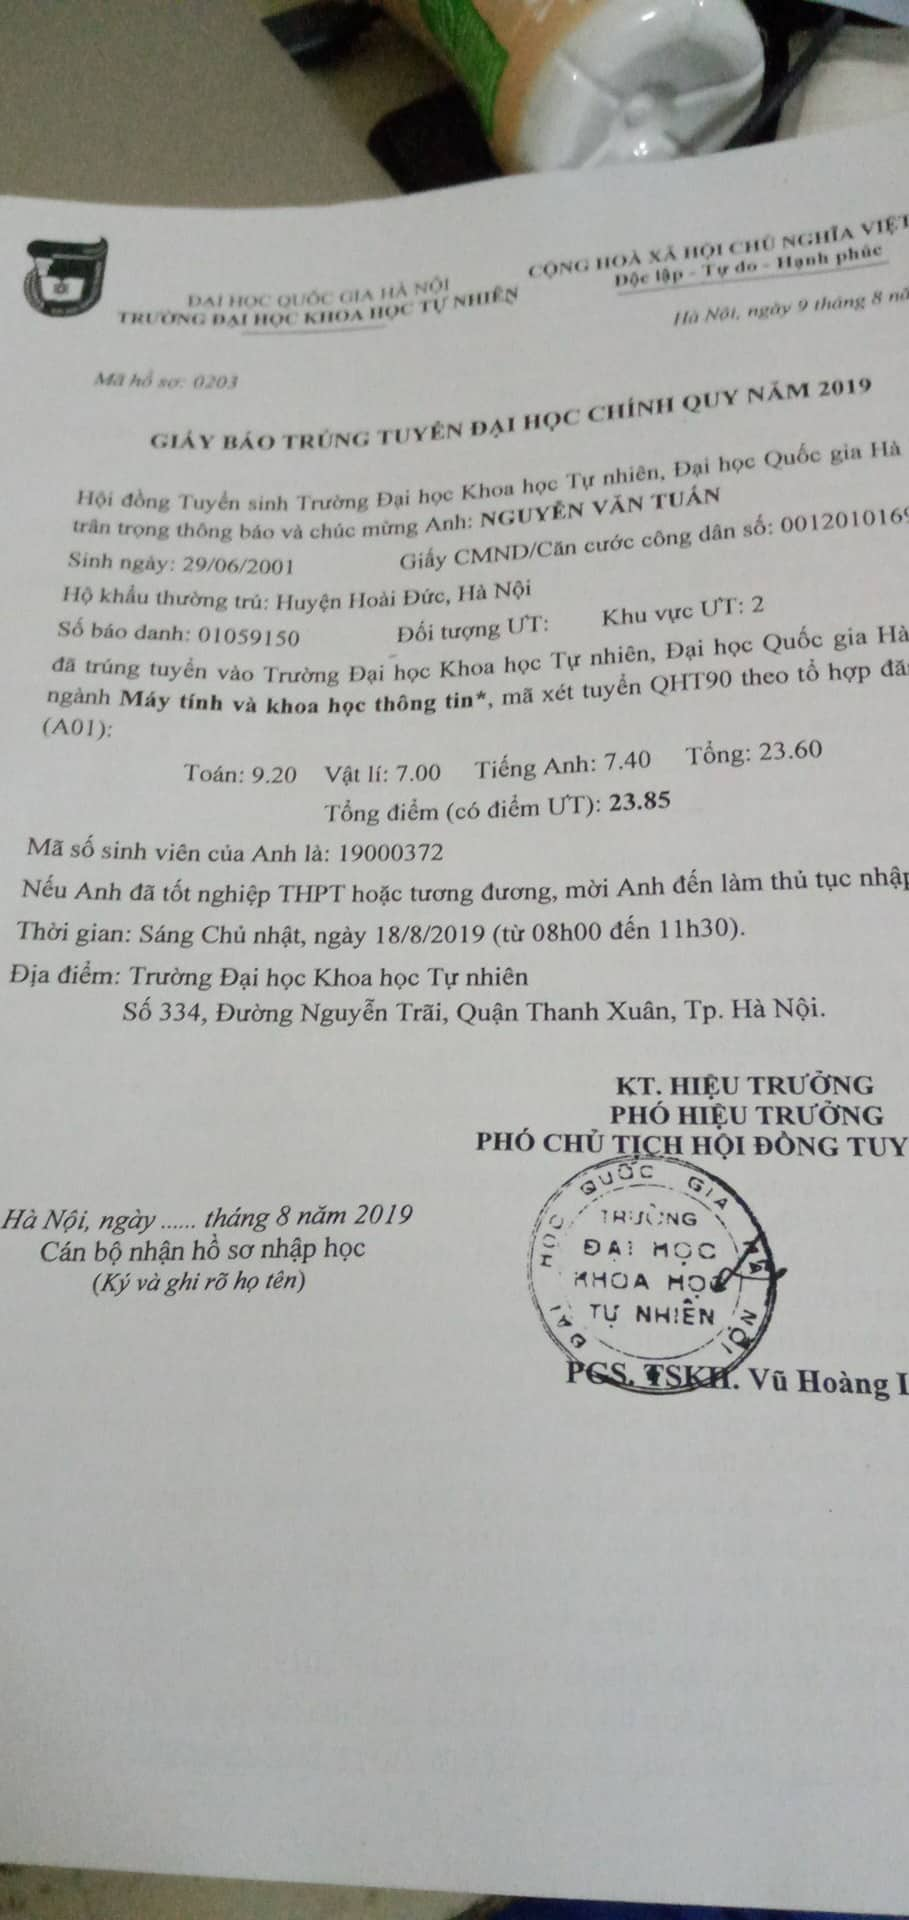 ĐẠI HỌC QUỐC GIA HÀ NỘI
TRƯỜNG ĐẠI HỌC KHOA HỌC TỰ NHIÊN
CỘNG HOÀ XÃ HỘI CHỦ NGHĨA VIỆT
Độc lập - Tự do - Hạnh phúc
Hà Nội, ngày 9 tháng 8 nă
Mã hồ sơ: 0203
GIẤY BÁO TRÚNG TUYỂN ĐẠI HỌC CHÍNH QUY NĂM 2019
Hội đồng Tuyển sinh Trường Đại học Khoa học Tự nhiên, Đại học Quốc gia Hà
trân trọng thông báo và chúc mừng Anh: NGUYỄN VĂN TUẤN
Sinh ngày: 29/06/2001 Giấy CMND/Căn cước công dân số: 0012010169
Hộ khẩu thường trú: Huyện Hoài Đức, Hà Nội
Số báo danh: 01059150 Đối tượng ƯT: Khu vực ƯT: 2
đã trúng tuyển vào Trường Đại học Khoa học Tự nhiên, Đại học Quốc gia Hà
ngành Máy tính và khoa học thông tin*, mã xét tuyển QHT90 theo tổ hợp đă
(A01):
Toán: 9.20 Vật lí: 7.00 Tiếng Anh: 7.40 Tổng: 23.60
Tổng điểm (có điểm ƯT): 23.85
Mã số sinh viên của Anh là: 19000372
Nếu Anh đã tốt nghiệp THPT hoặc tương đương, mời Anh đến làm thủ tục nhập
Thời gian: Sáng Chủ nhật, ngày 18/8/2019 (từ 08h00 đến 11h30).
Địa điểm: Trường Đại học Khoa học Tự nhiên
Số 334, Đường Nguyễn Trãi, Quận Thanh Xuân, Tp. Hà Nội.
KT. HIỆU TRƯỞNG
PHÓ HIỆU TRƯỞNG
PHÓ CHỦ TỊCH HỘI ĐỒNG TUY
Hà Nội, ngày ...... tháng 8 năm 2019
Cán bộ nhận hồ sơ nhập học
(Ký và ghi rõ họ tên)
ĐẠI HỌC QUỐC GIA HÀ NỘI
TRƯỜNG
ĐẠI HỌC
KHOA HỌC
TỰ NHIÊN
PGS. TSKH. Vũ Hoàng L